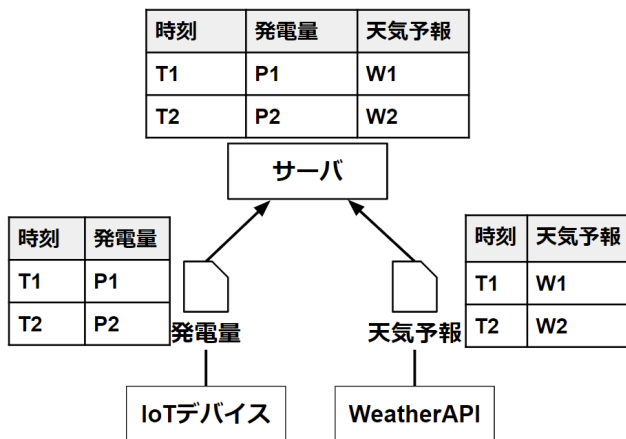 時刻 発電量 天気予報
T1 P1 W1
T2 P2 W2
サーバ
時刻 発電量
T1 P1
T2 P2
時刻 天気予報
T1 W1
T2 W2
発電量
天気予報
IoTデバイス
WeatherAPI